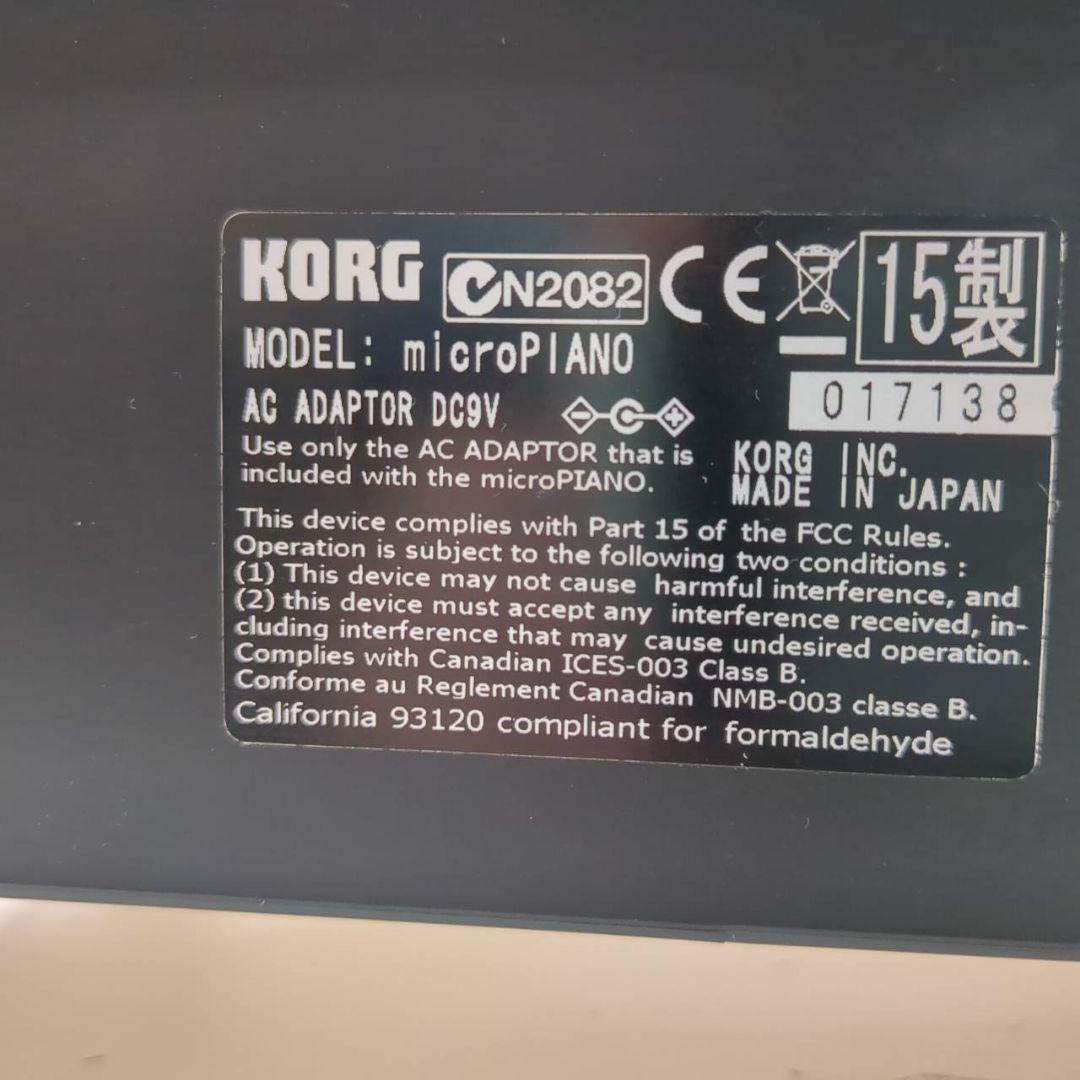 KORG N2082 CE 15製
MODEL: microPIANO
017138
AC ADAPTOR DC9V
Use only the AC ADAPTOR that is
included with the microPIANO.
KORG INC.
MADE IN JAPAN
This device complies with Part 15 of the FCC Rules.
Operation is subject to the following two conditions :
(1) This device may not cause harmful interference, and
(2) this device must accept any interference received, in-
cluding interference that may cause undesired operation.
Complies with Canadian ICES-003 Class B.
Conforme au Reglement Canadian NMB-003 classe B.
California 93120 compliant for formaldehyde